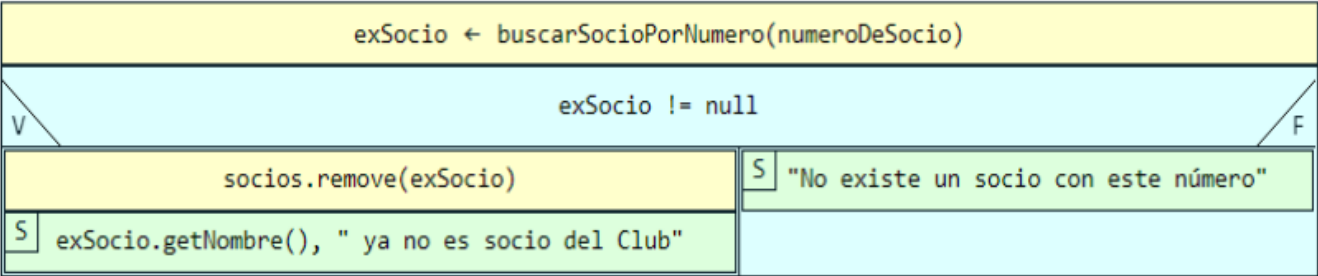 exSocio ← buscarSocioPorNumero(numeroDeSocio)
exSocio != null
V
F
socios.remove(exSocio)
S "No existe un socio con este número"
S exSocio.getNombre(), " ya no es socio del Club"